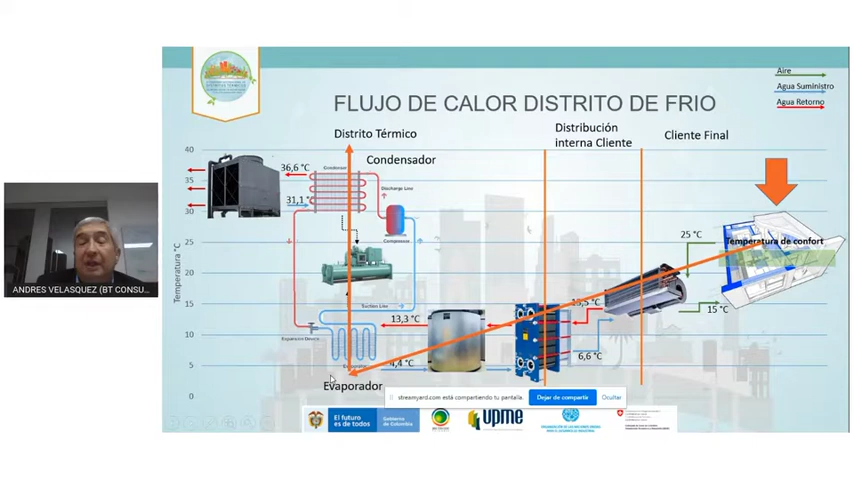 FLUJO DE CALOR DISTRITO DE FRIO
Aire
Agua Suministro
Agua Retorno
Distrito Térmico
Distribución
interna Cliente
Cliente Final
Condensador
Temperatura °C
40
35
30
25
20
15
10
5
0
36,6 °C
31,1 °
Condenser
Discharge Line
Compressor
Suction Line
Expansion Device
13,3 °C
4,4 °C
Evaporador
15,5 °C
6,6 °C
25 °C
15 °C
Temperatura de confort
ANDRES VELASQUEZ (BT CONSU...
streamyard.com está compartiendo tu pantalla.
Dejar de compartir
Ocultar
El futuro
es de todos
Gobierno
de Colombia
upme